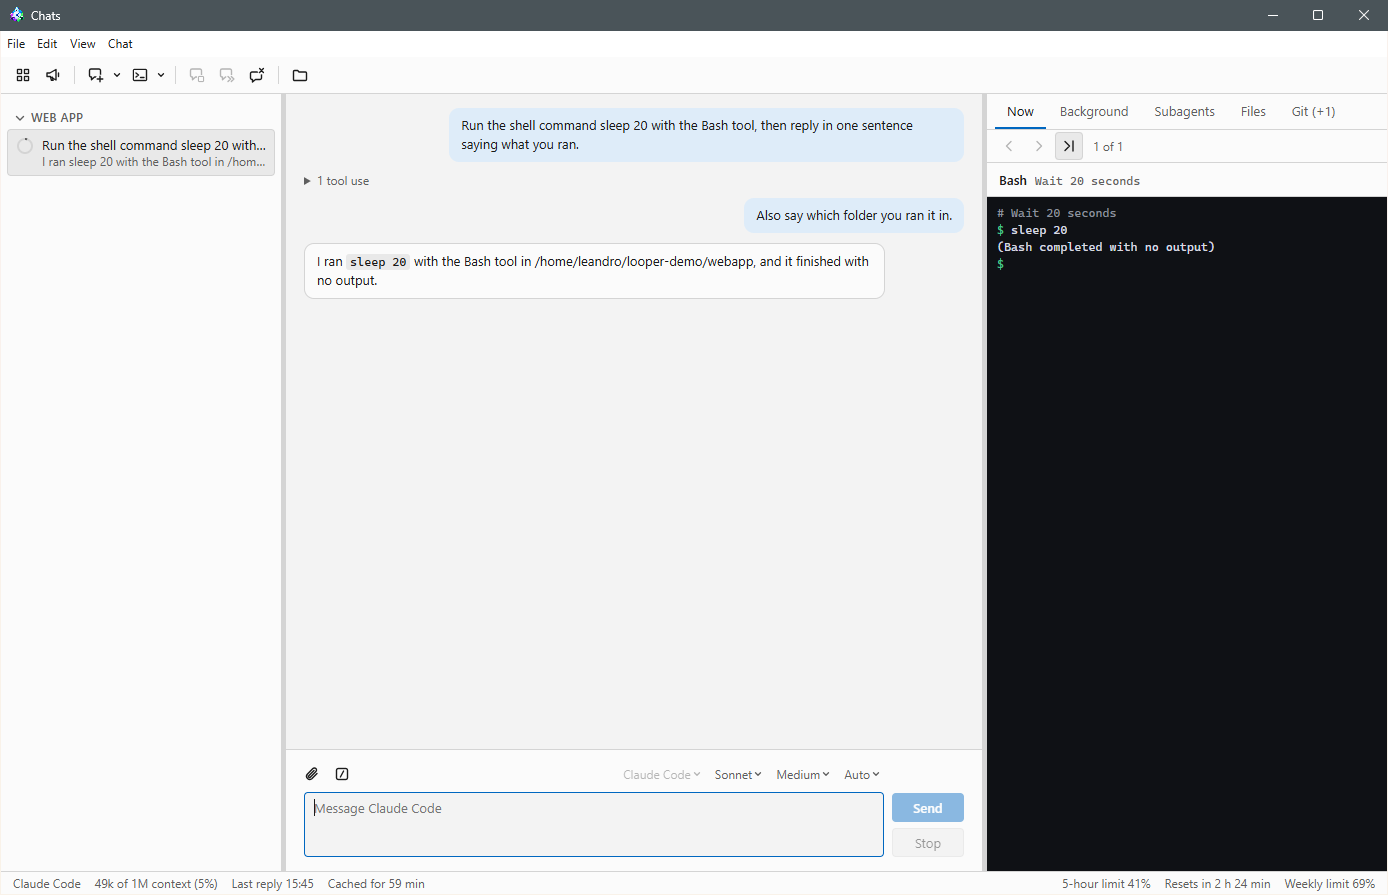 Chats
File Edit View Chat
WEB APP
Run the shell command sleep 20 with...
I ran sleep 20 with the Bash tool in /hom...
Run the shell command sleep 20 with the Bash tool, then reply in one sentence
saying what you ran.
1 tool use
Also say which folder you ran it in.
I ran sleep 20 with the Bash tool in /home/leandro/looper-demo/webapp, and it finished with
no output.
Claude Code Sonnet Medium Auto
Message Claude Code
Send
Stop
Now Background Subagents Files Git (+1)
1 of 1
Bash Wait 20 seconds
# Wait 20 seconds
$ sleep 20
(Bash completed with no output)
$
Claude Code 49k of 1M context (5%) Last reply 15:45 Cached for 59 min 5-hour limit 41% Resets in 2 h 24 min Weekly limit 69%